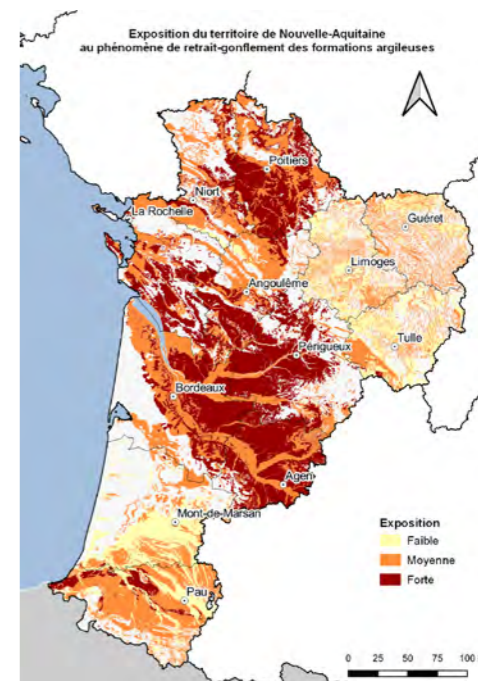 Exposition du territoire de Nouvelle-Aquitaine
au phénomène de retrait-gonflement des formations argileuses
Poitiers
Niort
La Rochelle
Guéret
Limoges
Angoulême
Tulle
Périgueux
Bordeaux
Agen
Mont-de-Marsan
Pau
Exposition
Faible
Moyenne
Forte
0 25 50 75 100